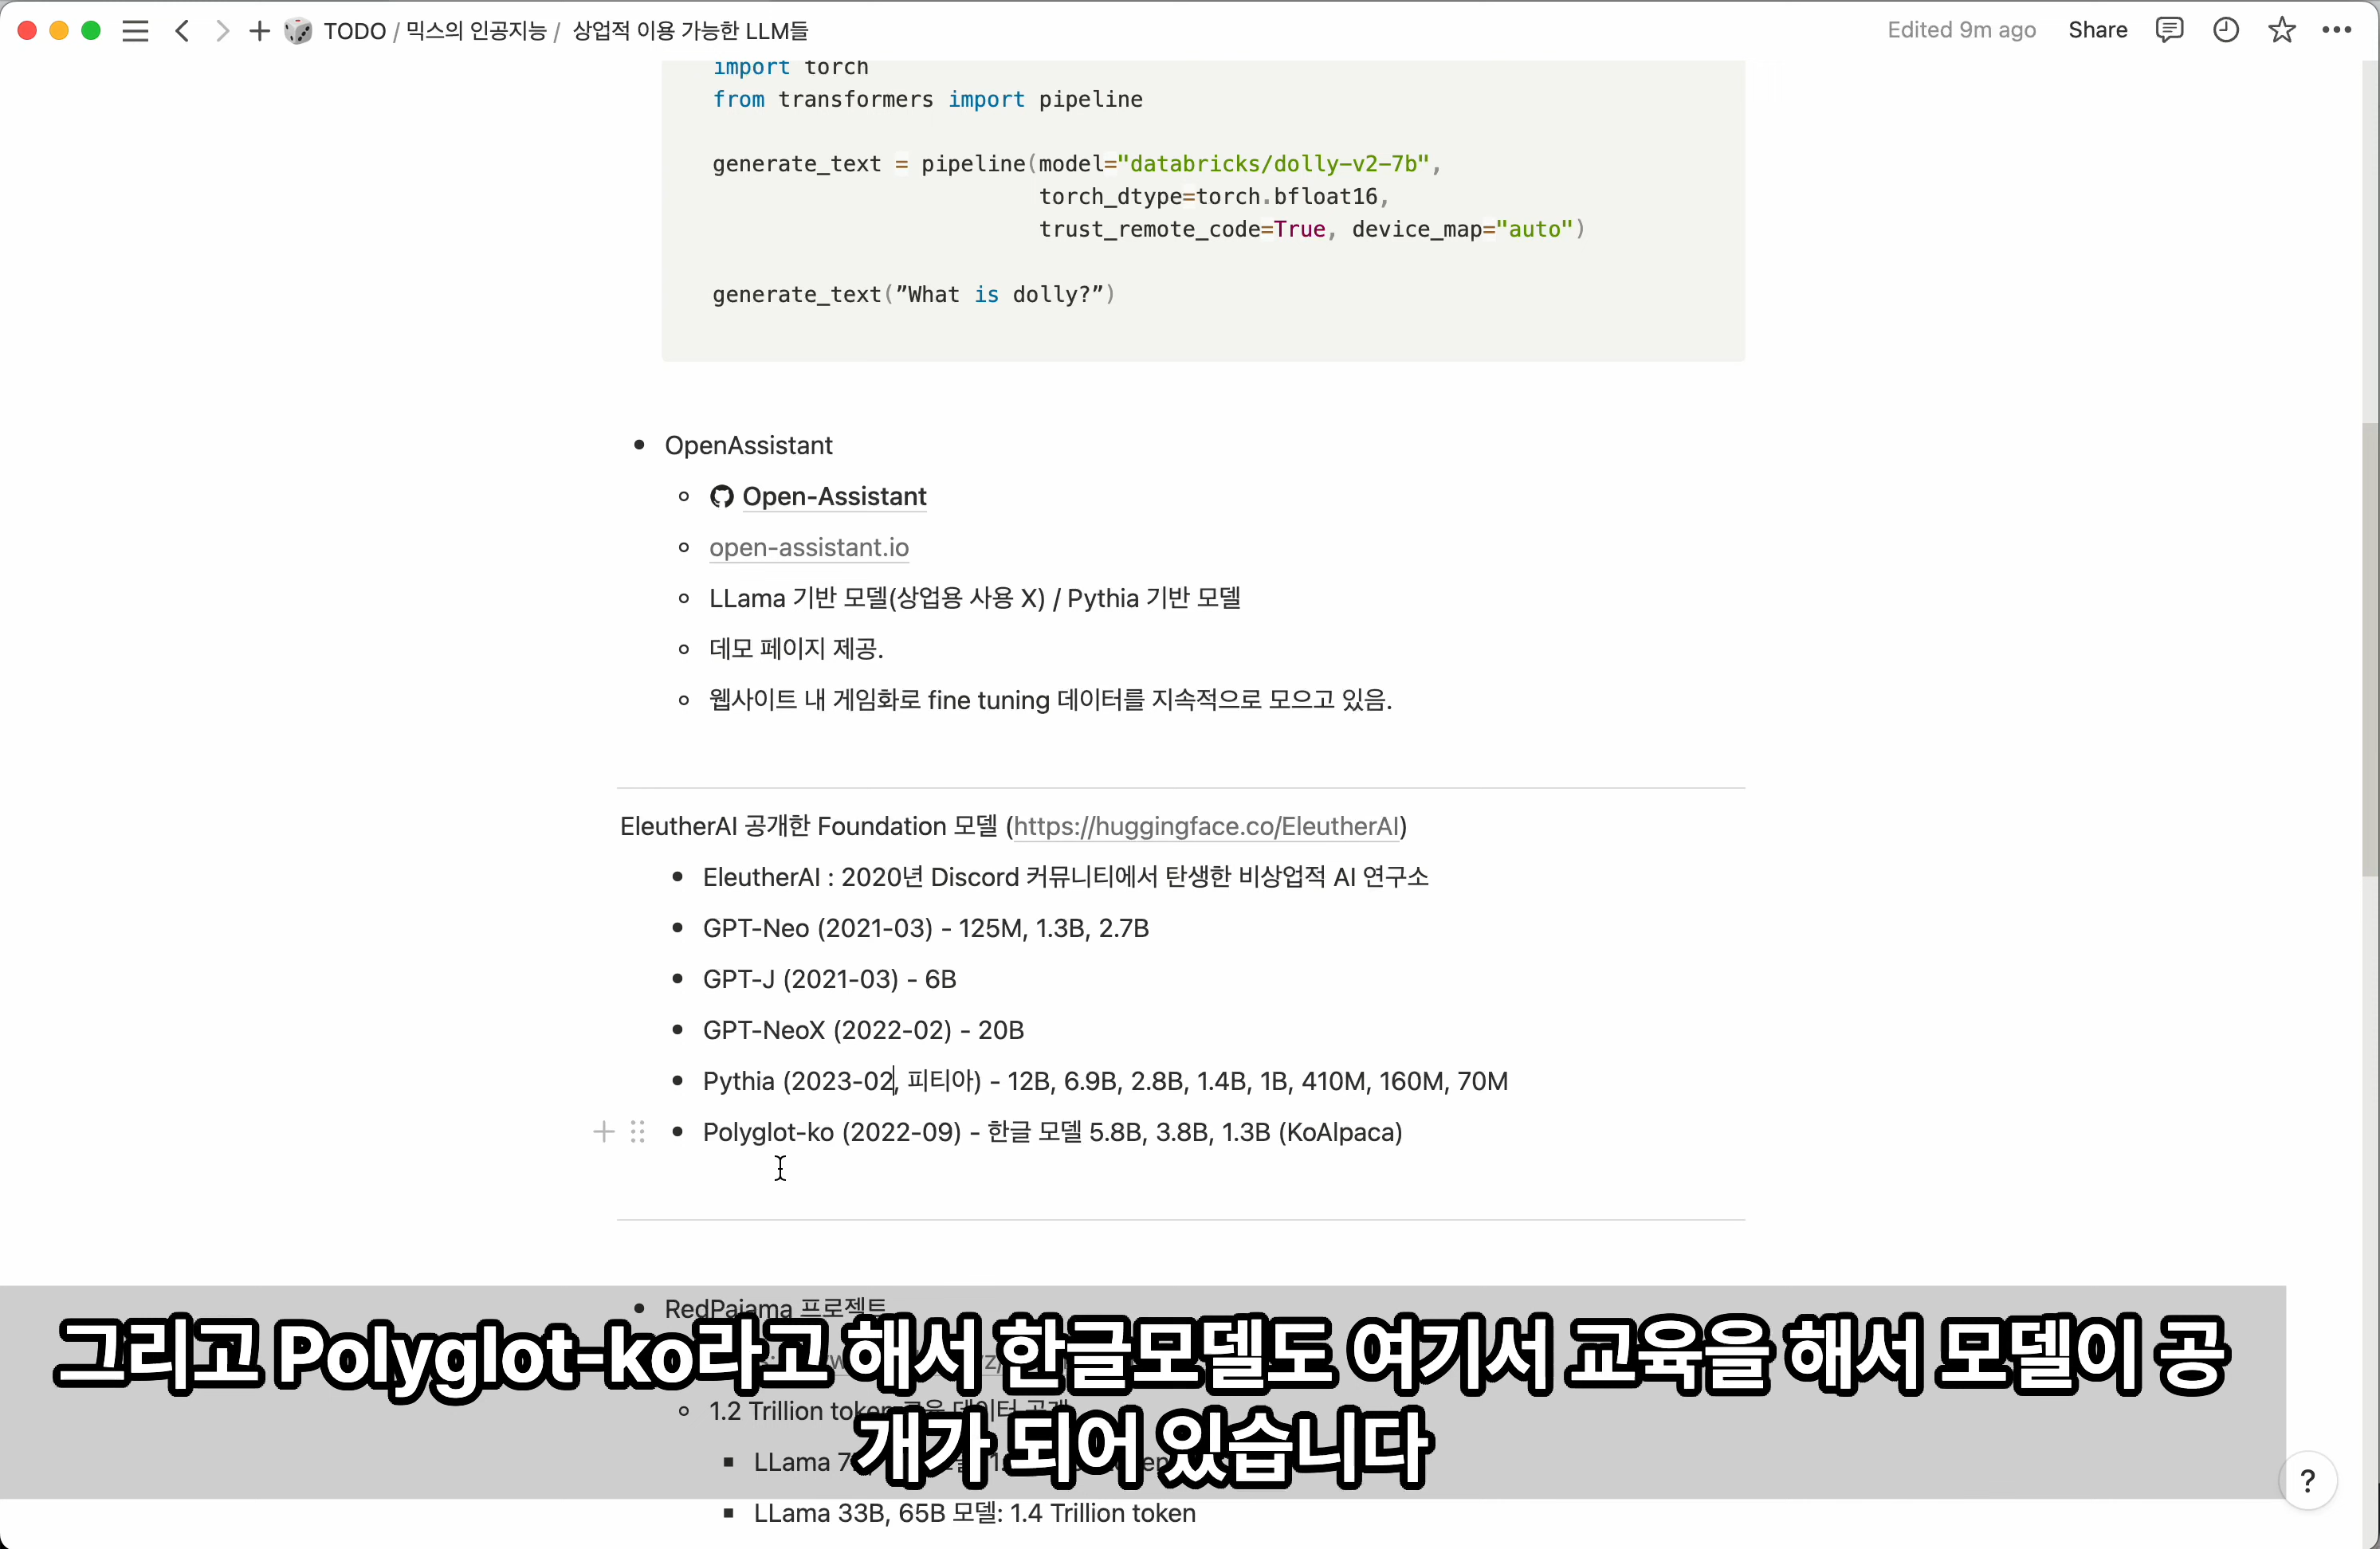 TODO / 믹스의 인공지능 / 상업적 이용 가능한 LLM들
Edited 9m ago Share
import torch
from transformers import pipeline
generate_text = pipeline(model="databricks/dolly-v2-7b",
torch_dtype=torch.bfloat16,
trust_remote_code=True, device_map="auto")
generate_text(”What is dolly?”)
OpenAssistant
Open-Assistant
open-assistant.io
LLama 기반 모델(상업용 사용 X) / Pythia 기반 모델
데모 페이지 제공.
웹사이트 내 게임화로 fine tuning 데이터를 지속적으로 모으고 있음.
EleutherAI 공개한 Foundation 모델 (https://huggingface.co/EleutherAI)
EleutherAI : 2020년 Discord 커뮤니티에서 탄생한 비상업적 AI 연구소
GPT-Neo (2021-03) - 125M, 1.3B, 2.7B
GPT-J (2021-03) - 6B
GPT-NeoX (2022-02) - 20B
Pythia (2023-02, 피티아) - 12B, 6.9B, 2.8B, 1.4B, 1B, 410M, 160M, 70M
Polyglot-ko (2022-09) - 한글 모델 5.8B, 3.8B, 1.3B (KoAlpaca)
RedPajama 프로젝트
그리고 Polyglot-ko라고 해서 한글모델도 여기서 교육을 해서 모델이 공
1.2 Trillion token
개가 되어 있습니다
LLama
LLama 33B, 65B 모델: 1.4 Trillion token
?